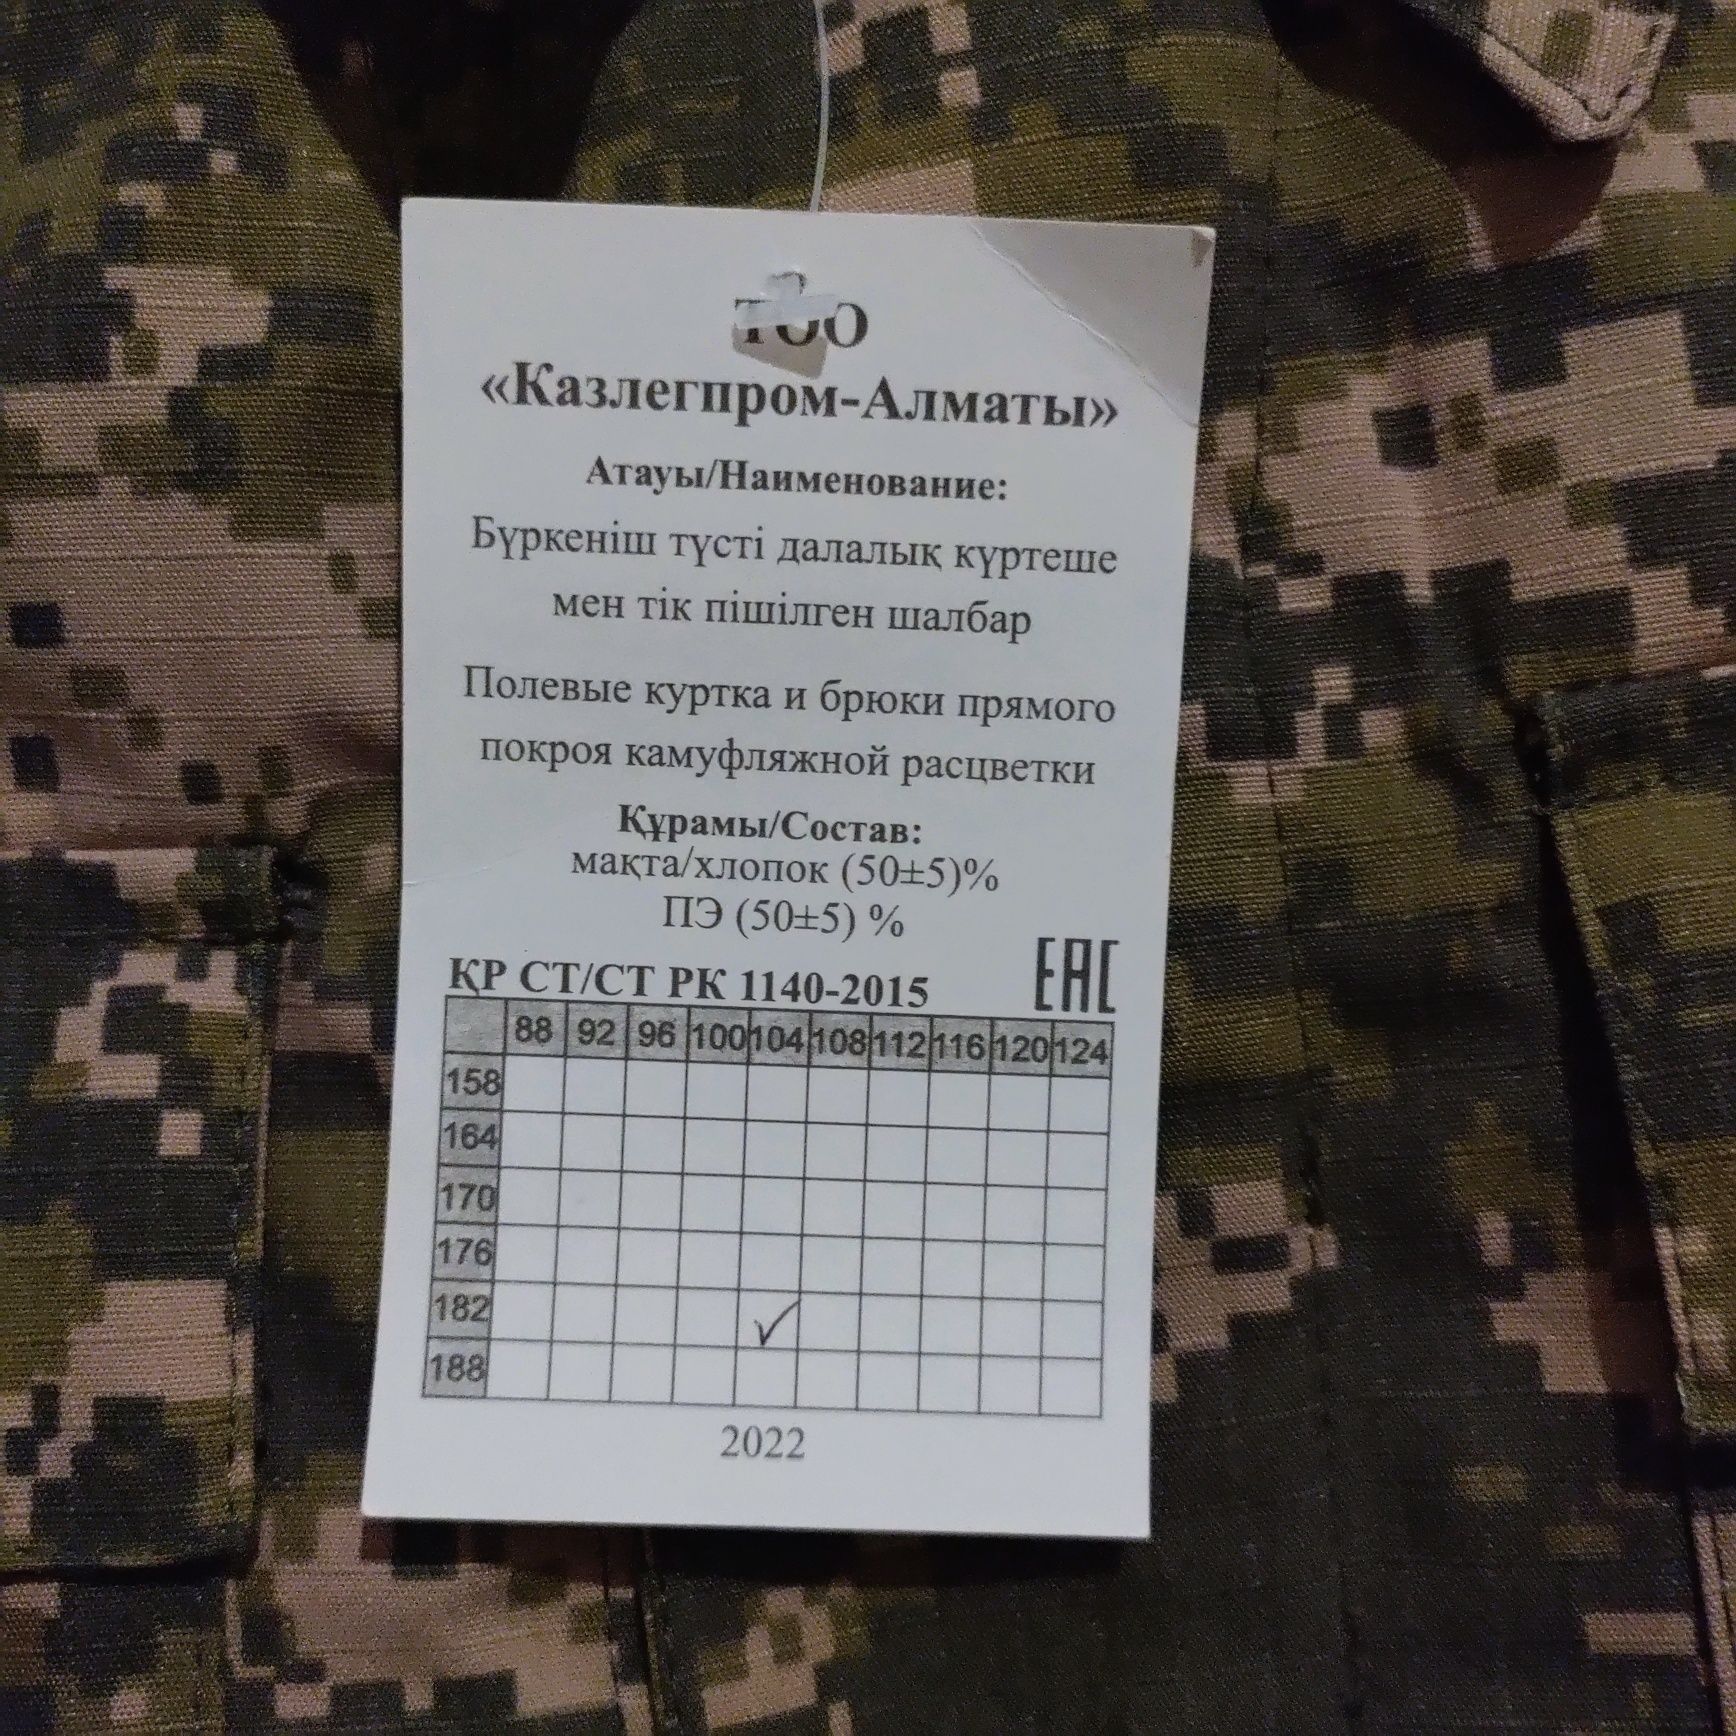 ТОО
«Казлегпром-Алматы»
Атауы/Наименование:
Бүркеніш түсті далалық күртеше
мен тік пішілген шалбар
Полевые куртка и брюки прямого
покроя камуфляжной расцветки
Құрамы/Состав:
мақта/хлопок (50±5)%
ПЭ (50±5) %
ҚР СТ/СТ РК 1140-2015 EAC
88 92 96 100 104 108 112 116 120 124
158
164
170
176
182 ✓
188
2022